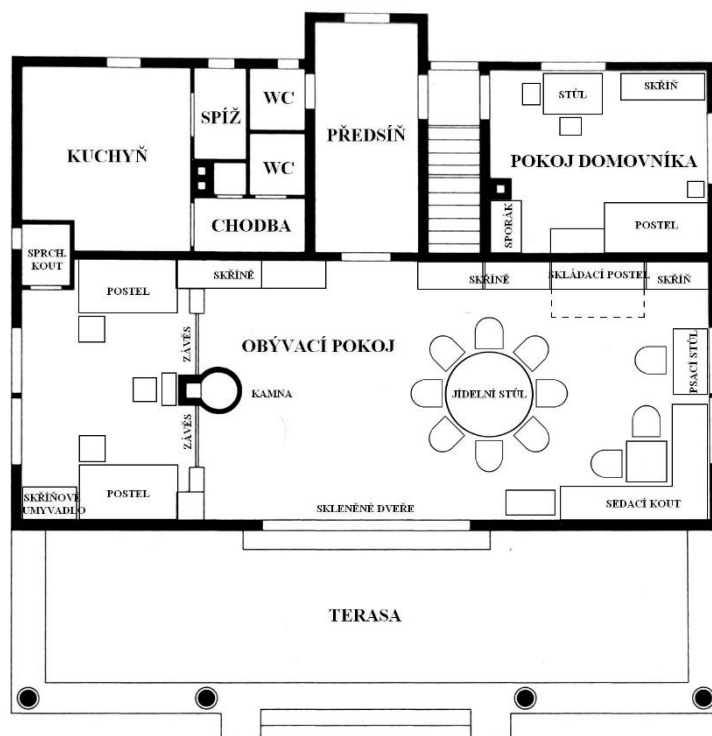 KUCHYŇ
SPÍŽ
WC
WC
CHODBA
PŘEDSÍŇ
STŮL
SKŘÍŇ
POKOJ DOMOVNÍKA
SPORÁK
POSTEL
SPRCH.
KOUT
POSTEL
SKŘÍNĚ
SKŘÍNĚ
SKLÁDACÍ POSTEL
SKŘÍŇ
ZÁVĚS
OBÝVACÍ POKOJ
KAMNA
JÍDELNÍ STŮL
PSACÍ STŮL
ZÁVĚS
SKŘÍŇOVÉ
UMYVADLO
POSTEL
SKLENĚNÉ DVEŘE
SEDACÍ KOUT
TERASA